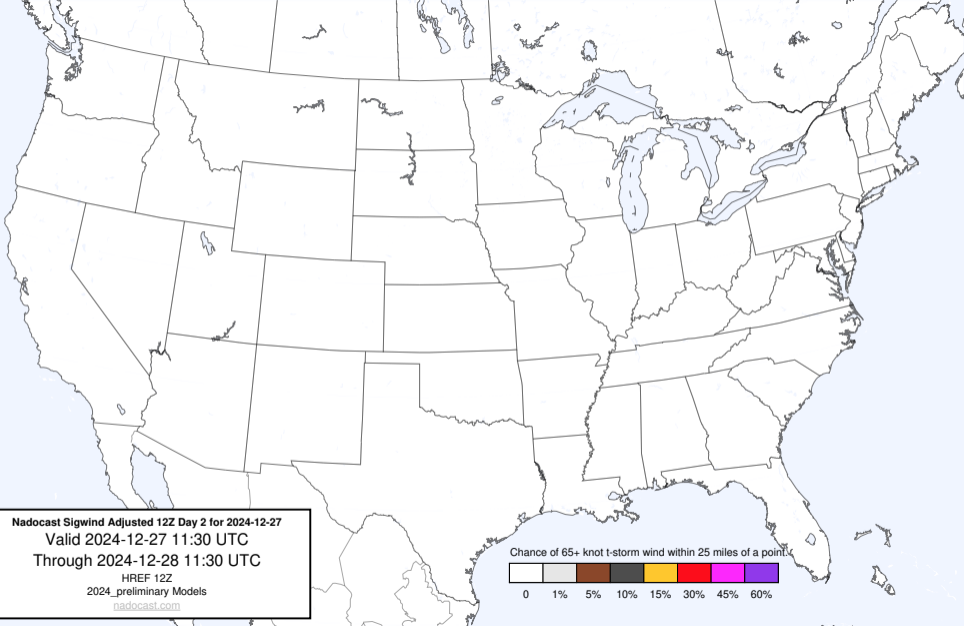 Nadocast Sigwind Adjusted 12Z Day 2 for 2024-12-27
Valid 2024-12-27 11:30 UTC
Through 2024-12-28 11:30 UTC
HREF 12Z
2024_preliminary Models
nadocast.com
Chance of 65+ knot t-storm wind within 25 miles of a point.
0 1% 5% 10% 15% 30% 45% 60%